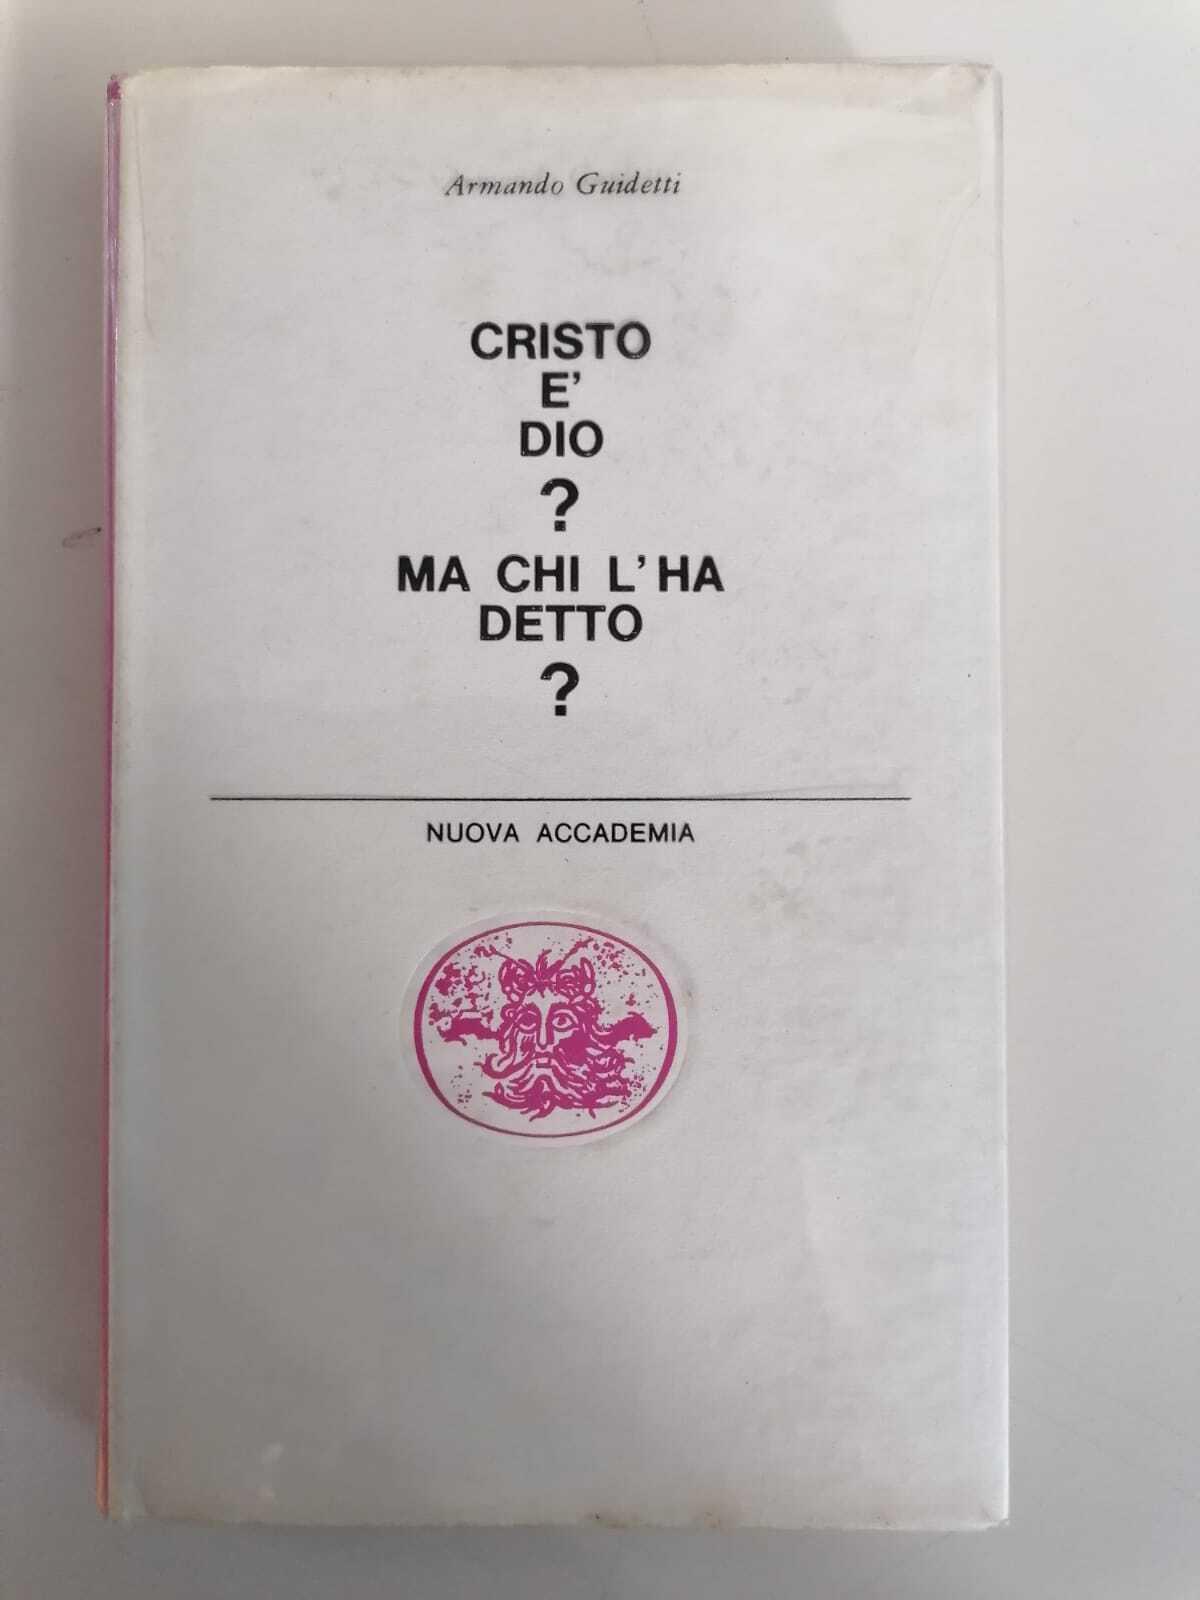 Armando Guidetti
CRISTO
E'
DIO
?
MA CHI L'HA
DETTO
?
NUOVA ACCADEMIA